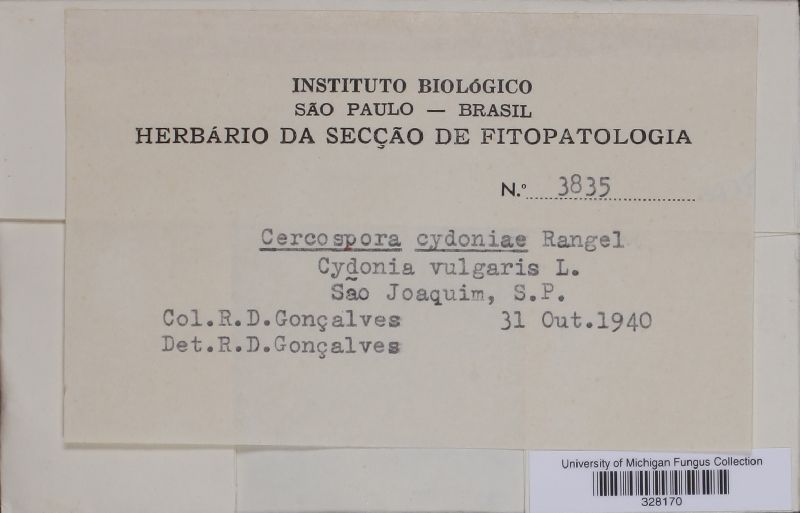 INSTITUTO BIOLóGICO
SÃO PAULO — BRASIL
HERBÁRIO DA SECÇÃO DE FITOPATOLOGIA
N.º 3835
Cercospora cydoniae Rangel
Cydonia vulgaris L.
São Joaquim, S.P.
Col.R.D.Gonçalves 31 Out.1940
Det.R.D.Gonçalves
University of Michigan Fungus Collection
328170